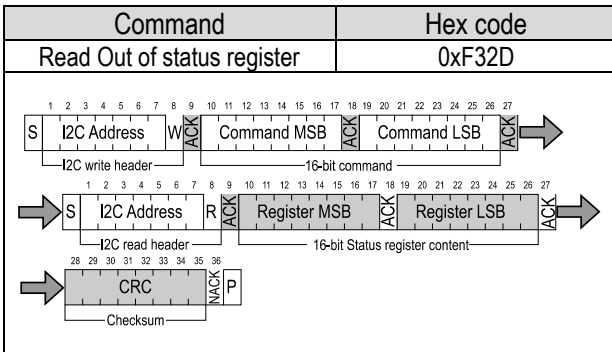 Command Hex code
Read Out of status register 0xF32D
1 2 3 4 5 6 7 8 9 10 11 12 13 14 15 16 17 18 19 20 21 22 23 24 25 26 27
S I2C Address W ACK Command MSB ACK Command LSB ACK
I2C write header 16-bit command
1 2 3 4 5 6 7 8 9 10 11 12 13 14 15 16 17 18 19 20 21 22 23 24 25 26 27
S I2C Address R ACK Register MSB ACK Register LSB ACK
I2C read header 16-bit Status register content
28 29 30 31 32 33 34 35 36
CRC NACK P
Checksum